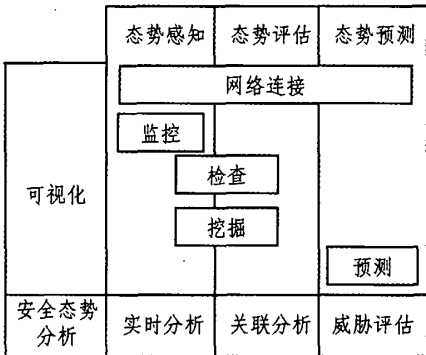 态势感知 态势评估 态势预测
网络连接
监控
检查
可视化
挖掘
预测
安全态势
分析
实时分析 关联分析 威胁评估